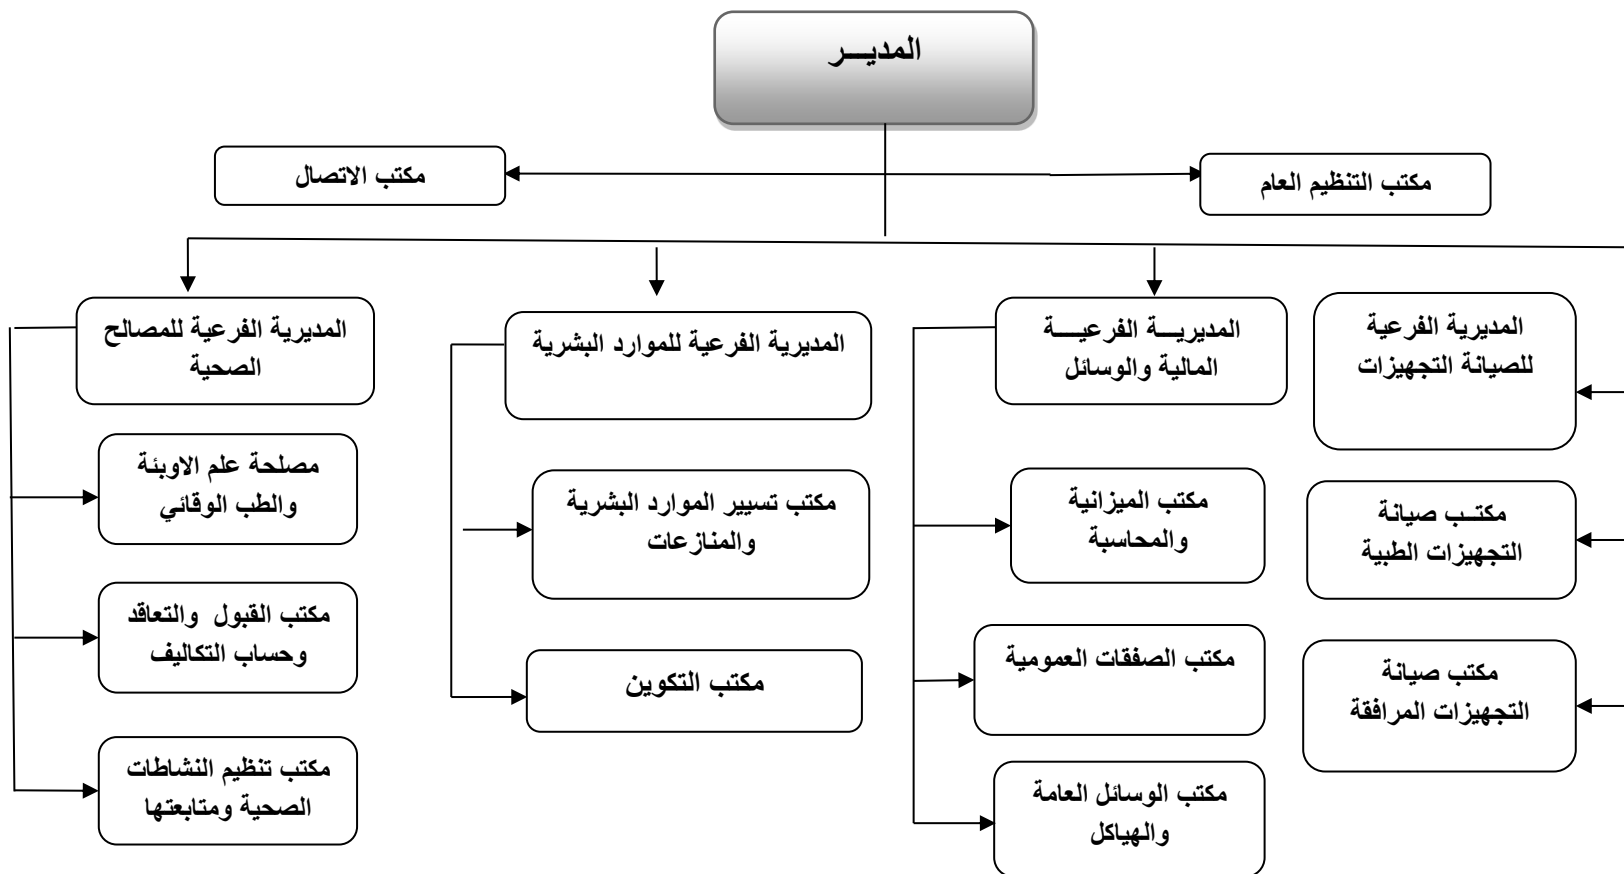 المديـــر
مكتب التنظيم العام
مكتب الاتصال
المديرية الفرعية
للصيانة التجهيزات
المديريـــة الفرعيـــة
المالية والوسائل
المديرية الفرعية للموارد البشرية
المديرية الفرعية للمصالح
الصحية
مكتــب صيانة
التجهيزات الطبية
مكتب صيانة
التجهيزات المرافقة
مكتب الميزانية
والمحاسبة
مكتب الصفقات العمومية
مكتب الوسائل العامة
والهياكل
مكتب تسيير الموارد البشرية
والمنازعات
مكتب التكوين
مصلحة علم الاوبئة
والطب الوقائي
مكتب القبول والتعاقد
وحساب التكاليف
مكتب تنظيم النشاطات
الصحية ومتابعتها